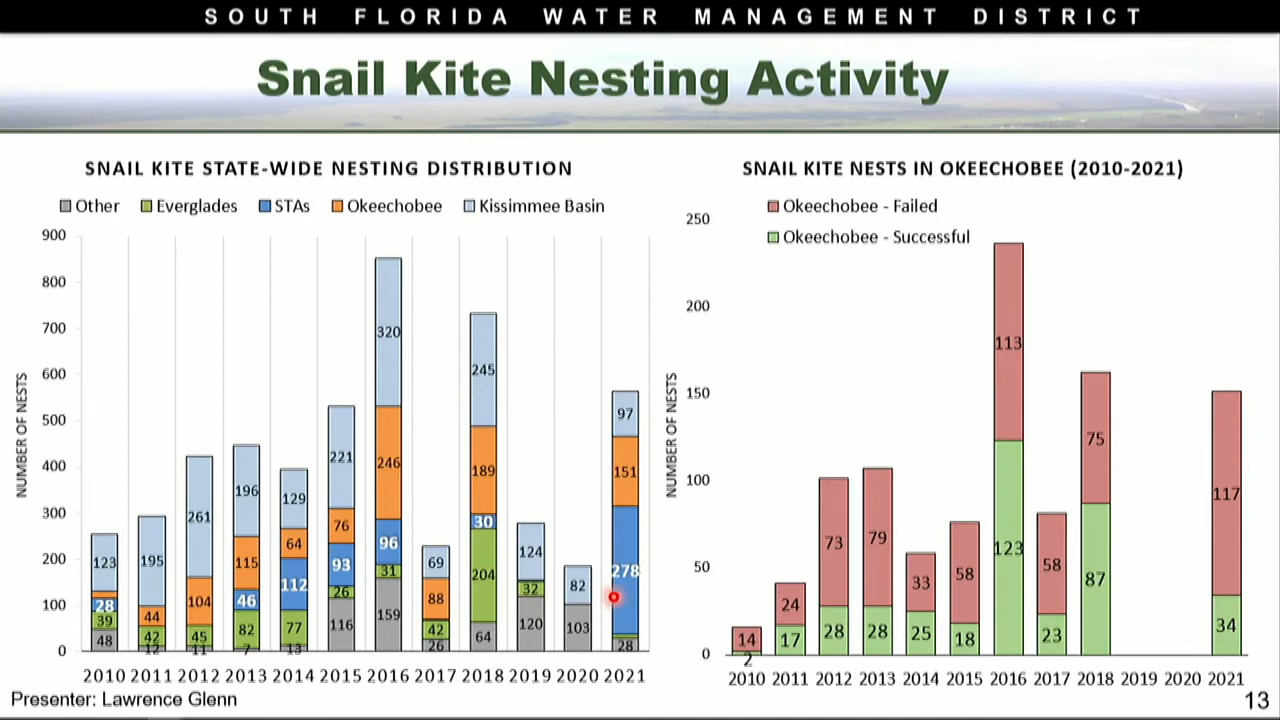 SOUTH FLORIDA WATER MANAGEMENT DISTRICT
Snail Kite Nesting Activity
SNAIL KITE STATE-WIDE NESTING DISTRIBUTION
Other Everglades STAs Okeechobee Kissimmee Basin
NUMBER OF NESTS
900
800
700
600
500
400
300
200
100
0
123 28 39 48
195 44 42 12
261 104 45 11
196 115 46 82 7
129 64 112 77 13
221 76 93 26 116
320 246 96 31 159
69 88 42 26
245 189 30 204 64
124 32 120
82 103
97 151 278 28
2010 2011 2012 2013 2014 2015 2016 2017 2018 2019 2020 2021
SNAIL KITE NESTS IN OKEECHOBEE (2010-2021)
Okeechobee - Failed
Okeechobee - Successful
NUMBER OF NESTS
250
200
150
100
50
0
14 2
24 17
73 28
79 28
33 25
58 18
113 123
58 23
75 87
117 34
2010 2011 2012 2013 2014 2015 2016 2017 2018 2019 2020 2021
Presenter: Lawrence Glenn
13